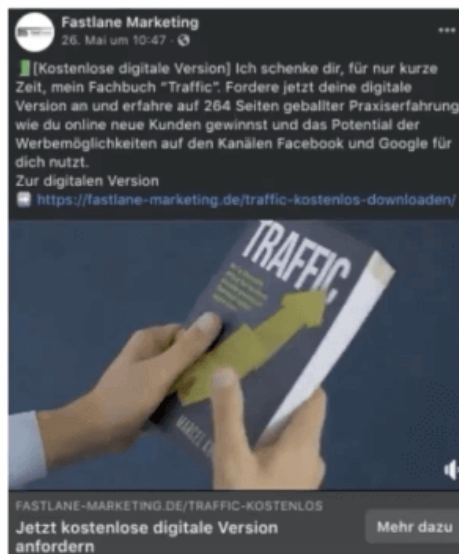 Fastlane Marketing
26. Mai um 10:47
[Kostenlose digitale Version] Ich schenke dir, für nur kurze
Zeit, mein Fachbuch "Traffic". Fordere jetzt deine digitale
Version an und erfahre auf 264 Seiten geballter Praxiserfahrung
wie du online neue Kunden gewinnst und das Potential der
Werbemöglichkeiten auf den Kanälen Facebook und Google für
dich nutzt.
Zur digitalen Version
https://fastlane-marketing.de/traffic-kostenlos-downloaden/
TRAFFIC
MARCEL
FASTLANE-MARKETING.DE/TRAFFIC-KOSTENLOS
Jetzt kostenlose digitale Version
anfordern
Mehr dazu